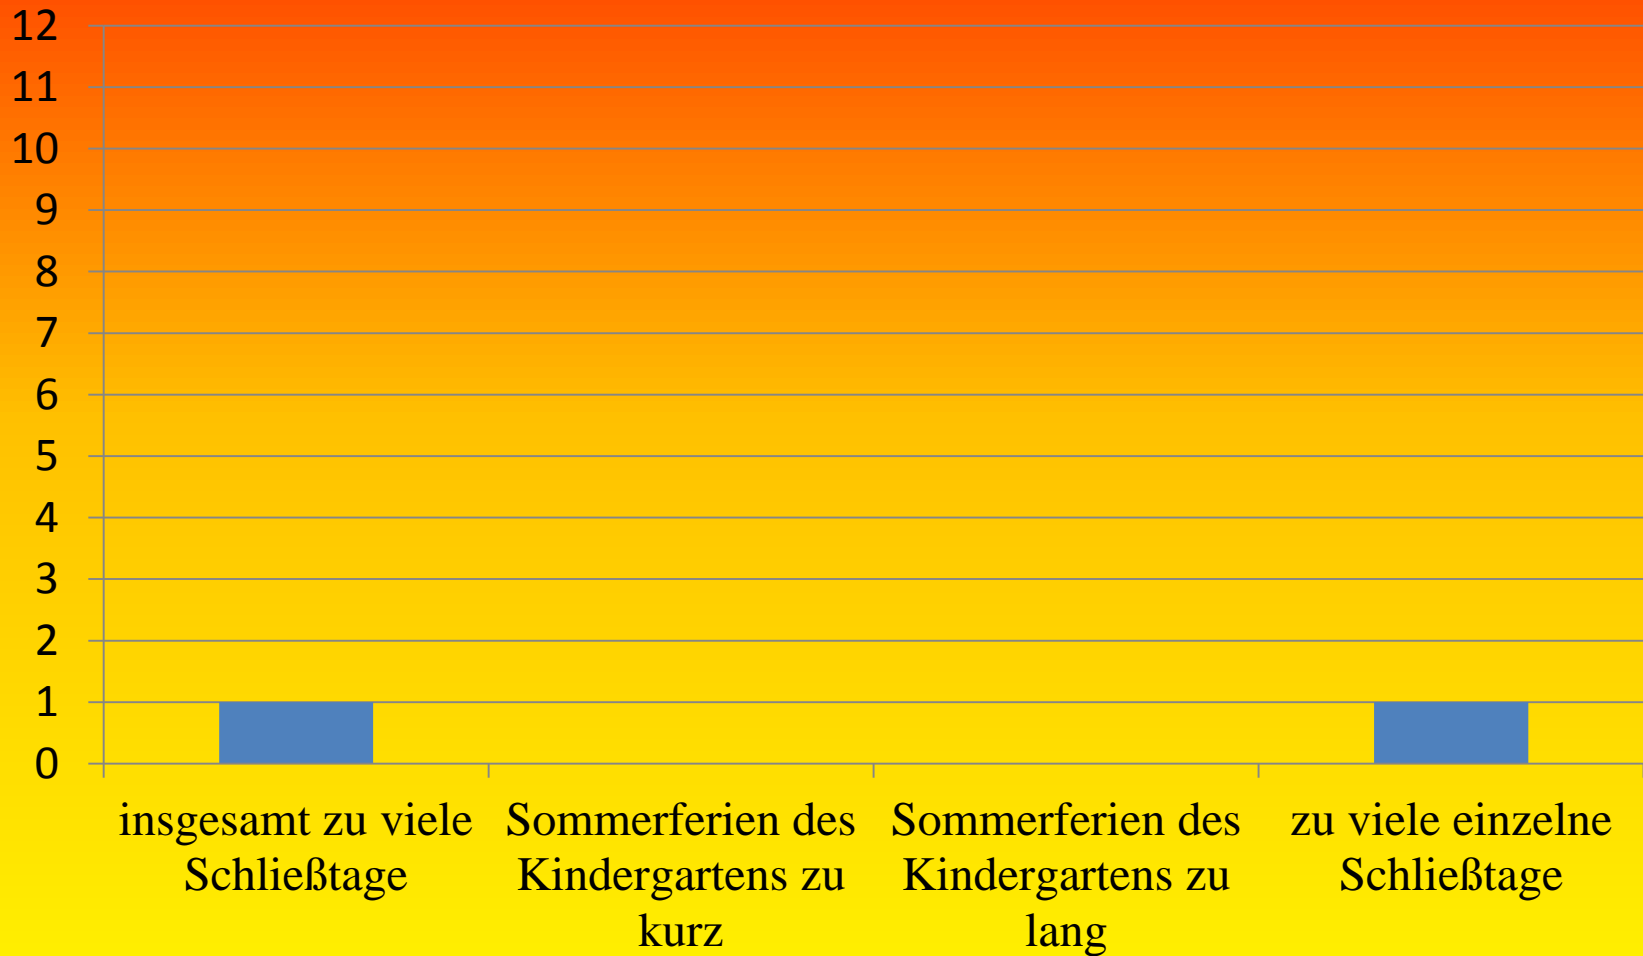 12
11
10
9
8
7
6
5
4
3
2
1
0
insgesamt zu viele
Schließtage
Sommerferien des
Kindergartens zu
kurz
Sommerferien des
Kindergartens zu
lang
zu viele einzelne
Schließtage